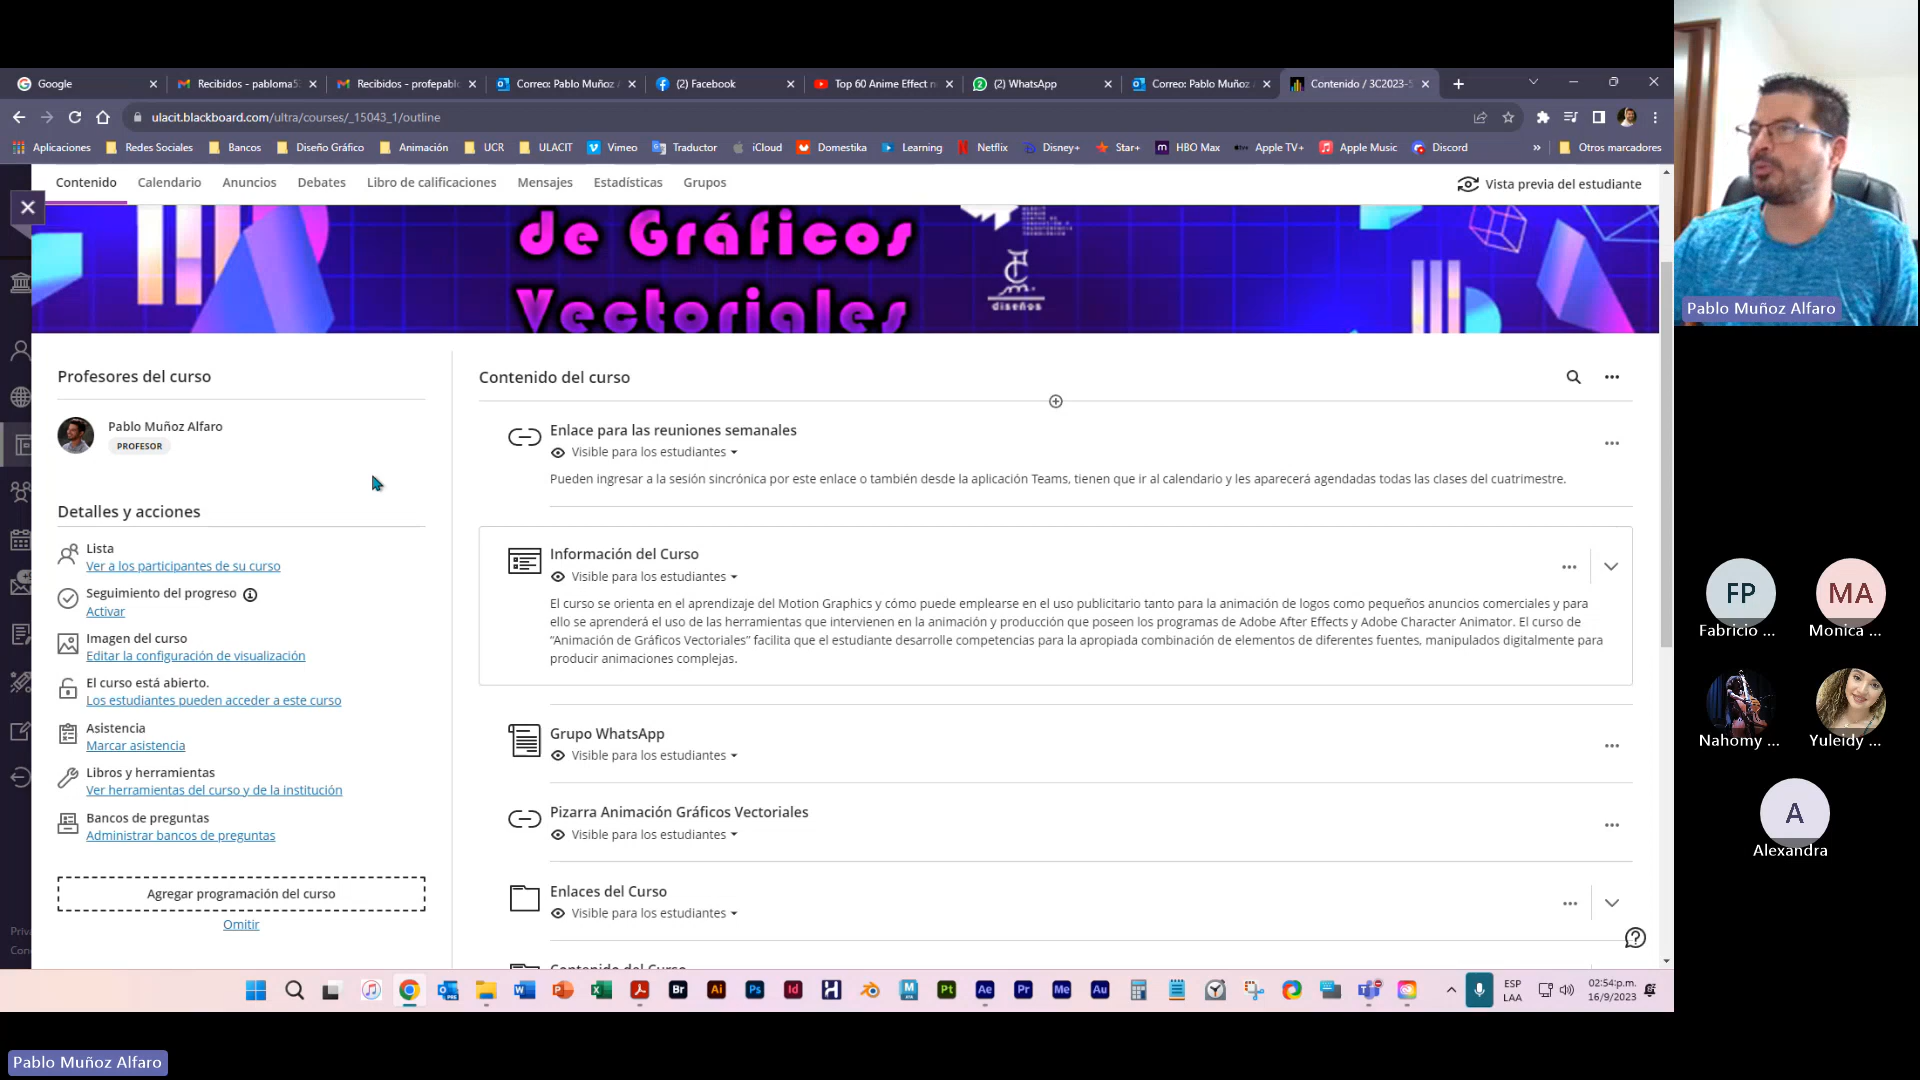 Google
Recibidos - pabloma5
Recibidos - profepabl
Correo: Pablo Muñoz
(2) Facebook
Top 60 Anime Effect n
(2) WhatsApp
Correo: Pablo Muñoz
Contenido / 3C2023-
ulacit.blackboard.com/ultra/courses/_15043_1/outline
Aplicaciones
Redes Sociales
Bancos
Diseño Gráfico
Animación
UCR
ULACIT
Vimeo
Traductor
iCloud
Domestika
Learning
Netflix
Disney+
Star+
HBO Max
Apple TV+
Apple Music
Discord
»
Otros marcadores
Contenido
Calendario
Anuncios
Debates
Libro de calificaciones
Mensajes
Estadísticas
Grupos
Vista previa del estudiante
de Gráficos
Vectoriales
diseños
Profesores del curso
Pablo Muñoz Alfaro
PROFESOR
Detalles y acciones
Lista
Ver a los participantes de su curso
Seguimiento del progreso
Activar
Imagen del curso
Editar la configuración de visualización
El curso está abierto.
Los estudiantes pueden acceder a este curso
Asistencia
Marcar asistencia
Libros y herramientas
Ver herramientas del curso y de la institución
Bancos de preguntas
Administrar bancos de preguntas
Agregar programación del curso
Omitir
Contenido del curso
Enlace para las reuniones semanales
Visible para los estudiantes
Pueden ingresar a la sesión sincrónica por este enlace o también desde la aplicación Teams, tienen que ir al calendario y les aparecerá agendadas todas las clases del cuatrimestre.
Información del Curso
Visible para los estudiantes
El curso se orienta en el aprendizaje del Motion Graphics y cómo puede emplearse en el uso publicitario tanto para la animación de logos como pequeños anuncios comerciales y para
ello se aprenderá el uso de las herramientas que intervienen en la animación y producción que poseen los programas de Adobe After Effects y Adobe Character Animator. El curso de
“Animación de Gráficos Vectoriales” facilita que el estudiante desarrolle competencias para la apropiada combinación de elementos de diferentes fuentes, manipulados digitalmente para
producir animaciones complejas.
Grupo WhatsApp
Visible para los estudiantes
Pizarra Animación Gráficos Vectoriales
Visible para los estudiantes
Enlaces del Curso
Visible para los estudiantes
Contenido del Curso
Priv
Con
Br
Ai
Ps
Id
Pt
Ae
Pr
Me
Au
ESP
LAA
02:54:p.m.
16/9/2023
Pablo Muñoz Alfaro
FP
Fabricio ...
MA
Monica ...
Nahomy ...
Yuleidy ...
A
Alexandra
Pablo Muñoz Alfaro